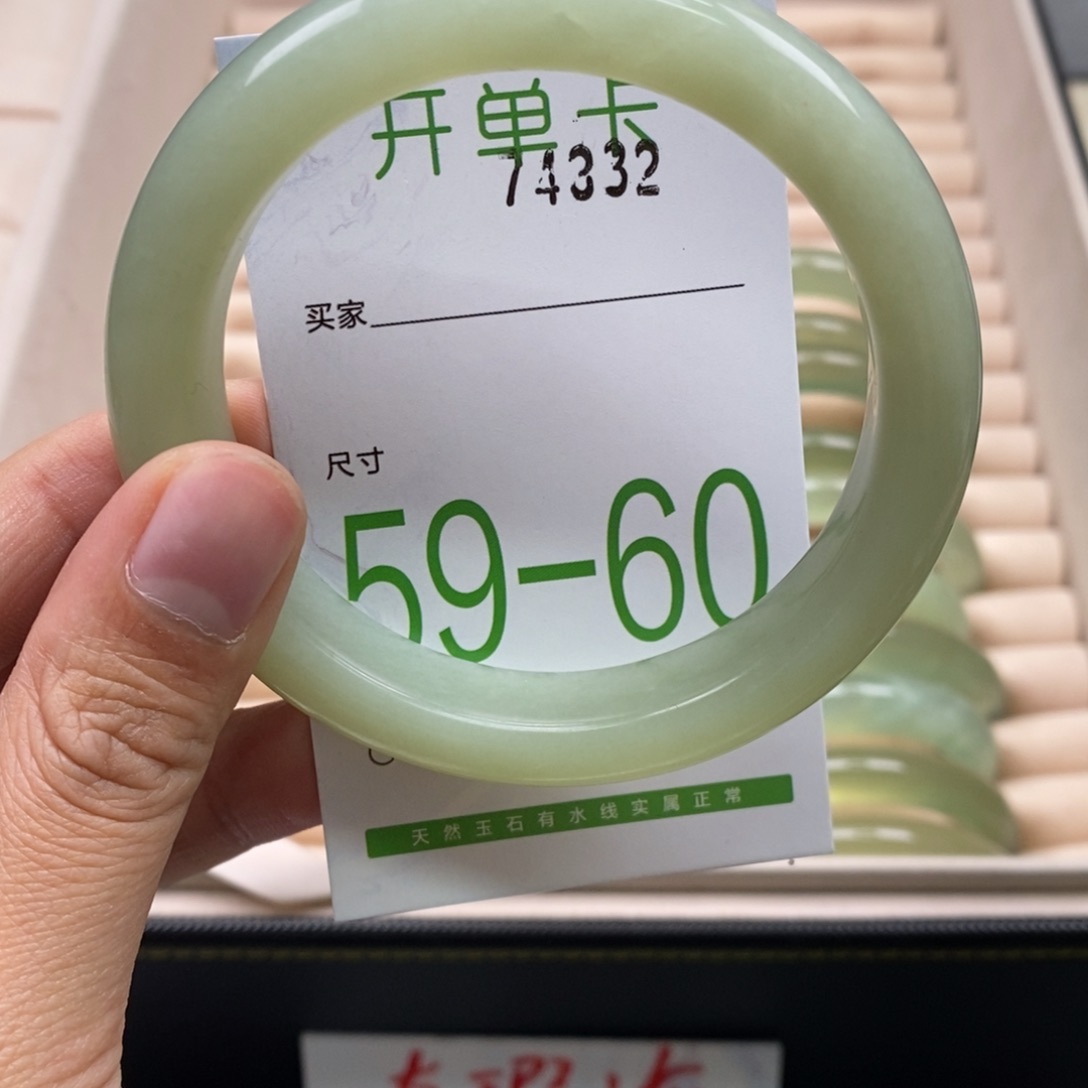 开单卡
74332
买家
尺寸
59-60
天然玉石有水线实属正常